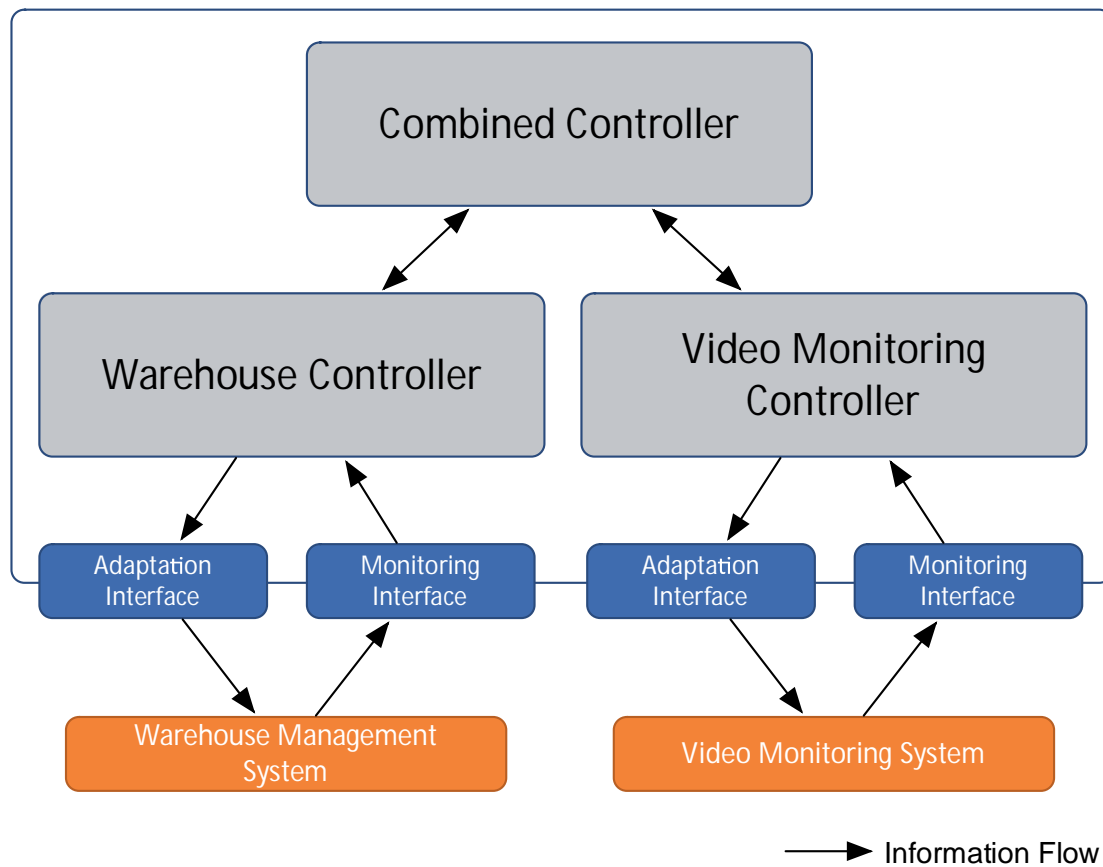 Combined Controller
Warehouse Controller
Video Monitoring
Controller
Adaptation
Interface
Monitoring
Interface
Adaptation
Interface
Monitoring
Interface
Warehouse Management
System
Video Monitoring System
Information Flow